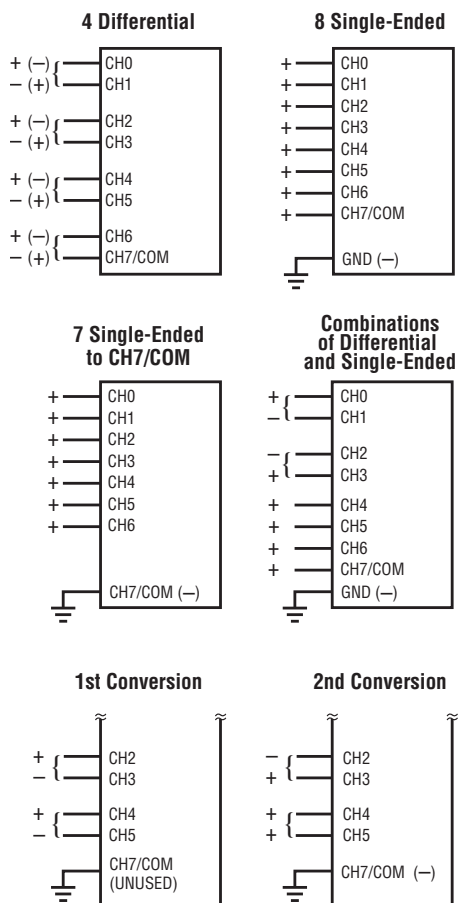 4 Differential
+ (–) { CH0
– (+) CH1
+ (–) { CH2
– (+) CH3
+ (–) { CH4
– (+) CH5
+ (–) { CH6
– (+) CH7/COM
8 Single-Ended
+ CH0
+ CH1
+ CH2
+ CH3
+ CH4
+ CH5
+ CH6
+ CH7/COM
GND (–)
7 Single-Ended
to CH7/COM
+ CH0
+ CH1
+ CH2
+ CH3
+ CH4
+ CH5
+ CH6
CH7/COM (–)
Combinations
of Differential
and Single-Ended
+ { CH0
– CH1
– { CH2
+ CH3
+ CH4
+ CH5
+ CH6
+ CH7/COM
GND (–)
1st Conversion
+ { CH2
– CH3
+ { CH4
– CH5
CH7/COM
(UNUSED)
2nd Conversion
– { CH2
+ CH3
+ { CH4
+ CH5
CH7/COM (–)